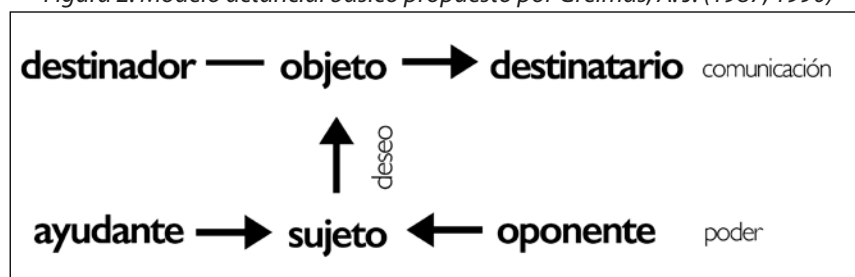 Figura 2. Modelo actancial básico propuesto por Greimas, A. J. (1987/1990)
destinador objeto destinatario comunicación
deseo
ayudante sujeto oponente poder